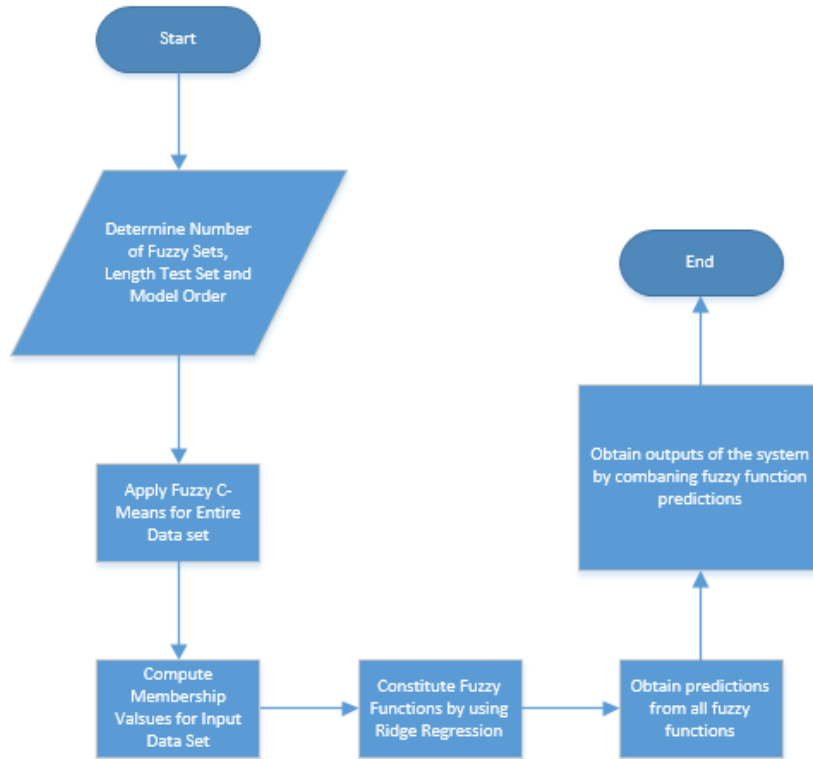 Start
Determine Number
of Fuzzy Sets,
Length Test Set and
Model Order
Apply Fuzzy C-
Means for Entire
Data set
Compute
Membership
Valsues for Input
Data Set
Constitute Fuzzy
Functions by using
Ridge Regression
Obtain predictions
from all fuzzy
functions
Obtain outputs of the system
by combaning fuzzy function
predictions
End